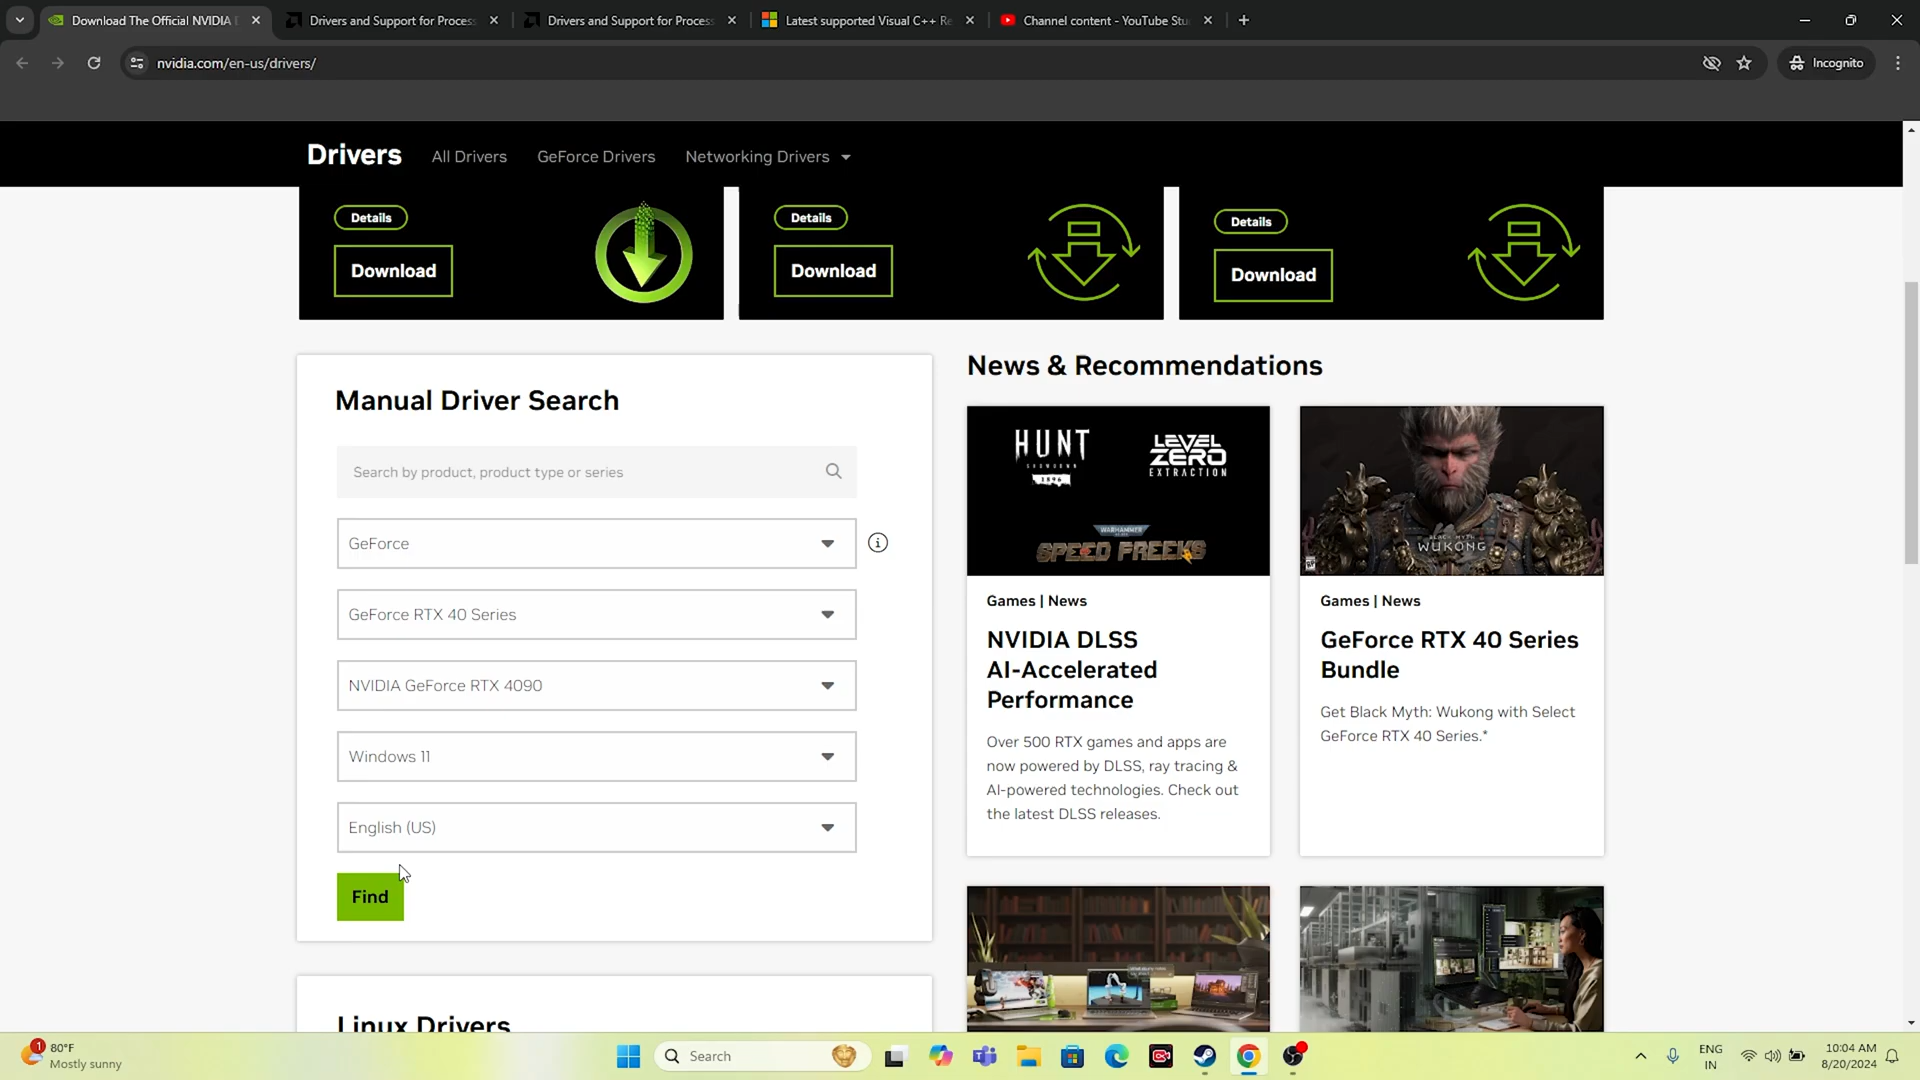 Download The Official NVIDIA
Drivers and Support for Process
Drivers and Support for Process
Latest supported Visual C++ Re
Channel content - YouTube Stu
nvidia.com/en-us/drivers/
Incognito
Drivers
All Drivers
GeForce Drivers
Networking Drivers
Details
Download
Details
Download
Details
Download
Manual Driver Search
Search by product, product type or series
GeForce
GeForce RTX 40 Series
NVIDIA GeForce RTX 4090
Windows 11
English (US)
Find
Linux Drivers
News & Recommendations
HUNT
SHOWDOWN
1896
LEVEL
ZERO
EXTRACTION
WARHAMMER
SPEED FREEKS
Games | News
NVIDIA DLSS
AI-Accelerated
Performance
Over 500 RTX games and apps are
now powered by DLSS, ray tracing &
AI-powered technologies. Check out
the latest DLSS releases.
BLACK MYTH
WUKONG
Games | News
GeForce RTX 40 Series
Bundle
Get Black Myth: Wukong with Select
GeForce RTX 40 Series.*
1
80°F
Mostly sunny
Search
ENG
IN
10:04 AM
8/20/2024